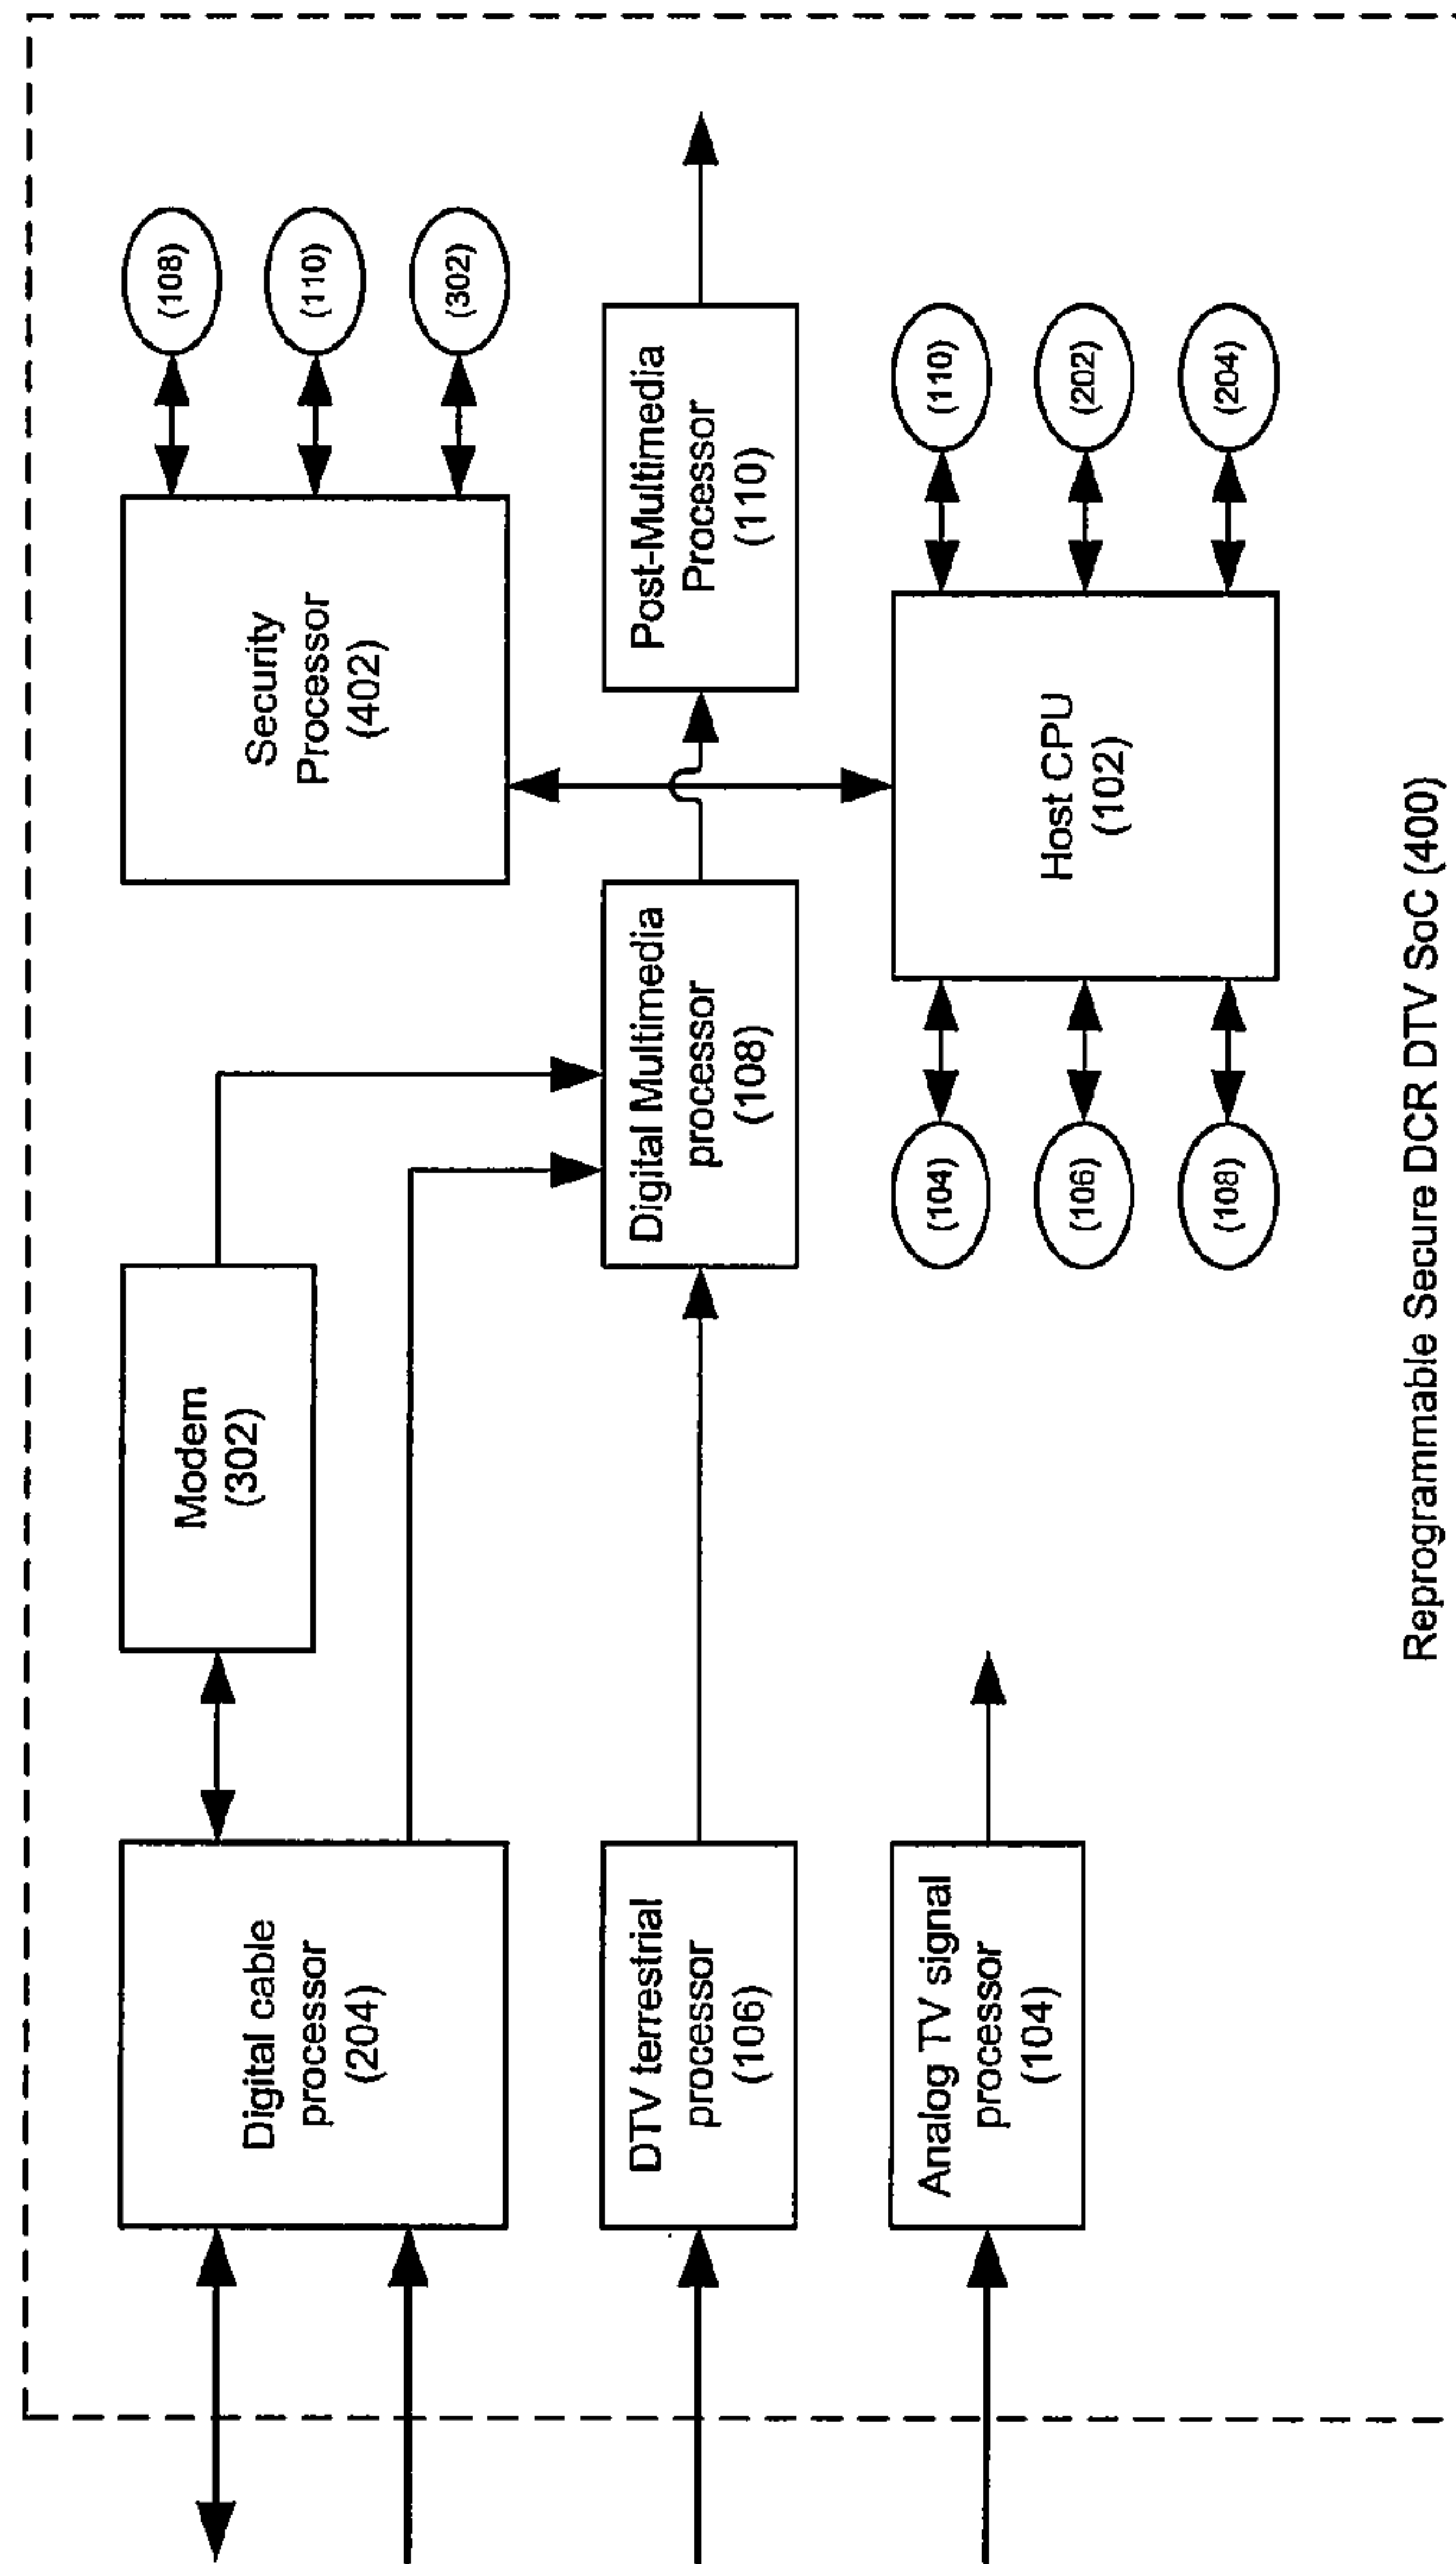 Digital cable
processor
(204)
Modem
(302)
Security
Processor
(402)
(108)
(110)
(302)
DTV terrestrial
processor
(106)
Digital Multimedia
processor
(108)
Post-Multimedia
Processor
(110)
Analog TV signal
processor
(104)
(104)
(106)
(108)
Host CPU
(102)
(110)
(202)
(204)
Reprogrammable Secure DCR DTV SoC (400)